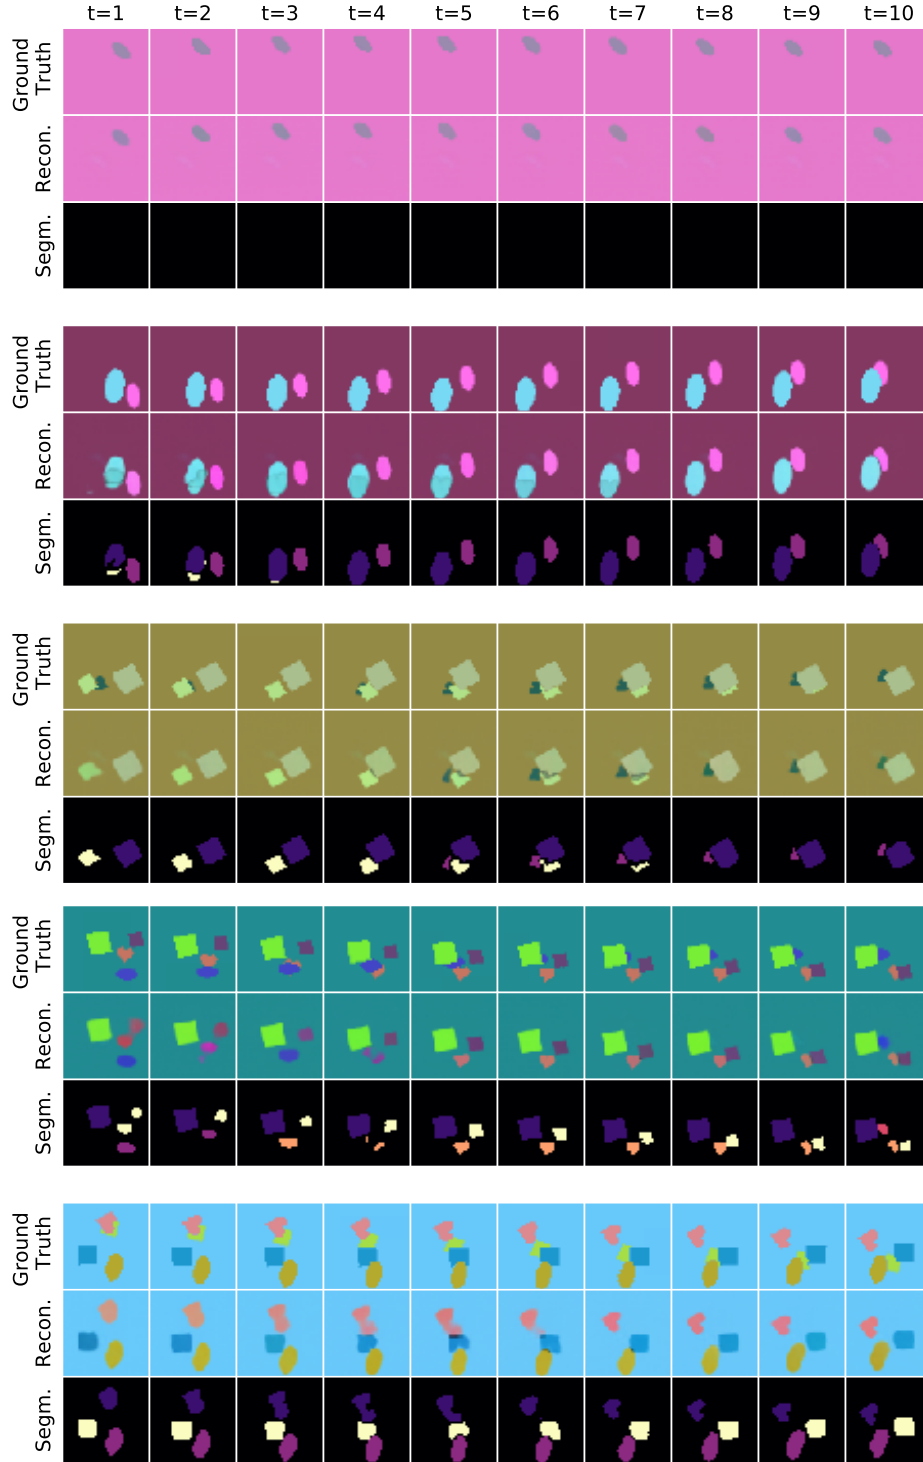 t=1 t=2 t=3 t=4 t=5 t=6 t=7 t=8 t=9 t=10
Ground
Truth
Recon.
Segm.
Ground
Truth
Recon.
Segm.
Ground
Truth
Recon.
Segm.
Ground
Truth
Recon.
Segm.
Ground
Truth
Recon.
Segm.